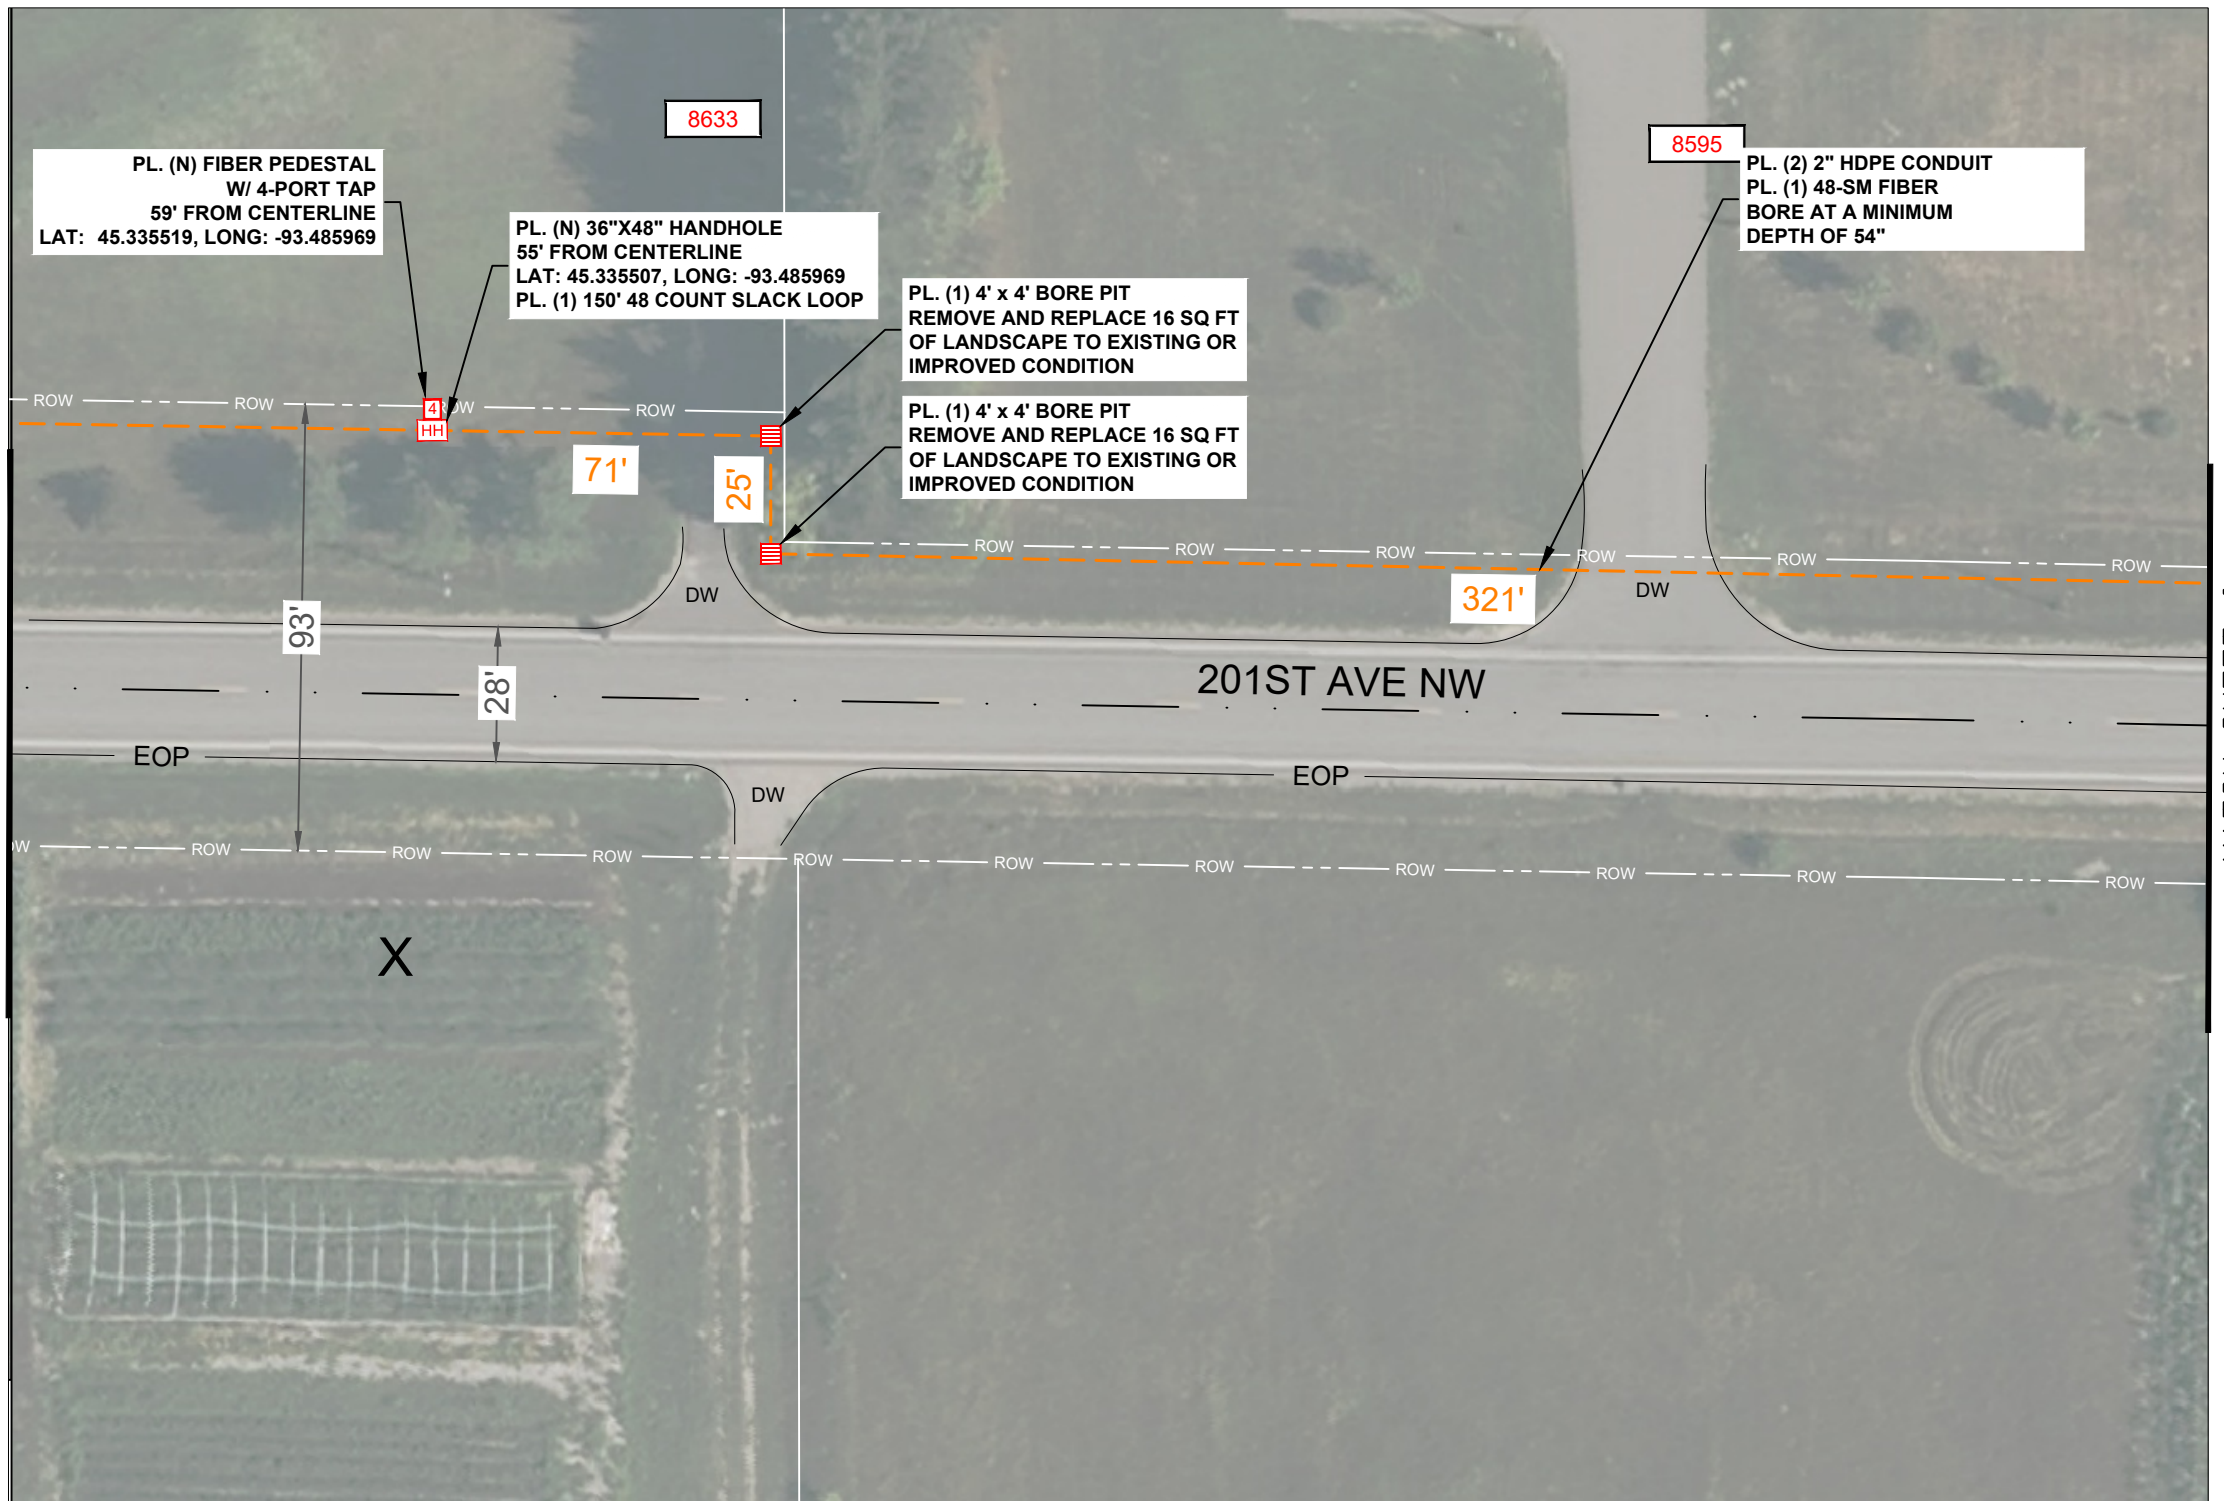 8633
8595
PL. (N) FIBER PEDESTAL
W/ 4-PORT TAP
59' FROM CENTERLINE
LAT: 45.335519, LONG: -93.485969
PL. (N) 36"X48" HANDHOLE
55' FROM CENTERLINE
LAT: 45.335507, LONG: -93.485969
PL. (1) 150' 48 COUNT SLACK LOOP
PL. (1) 4' x 4' BORE PIT
REMOVE AND REPLACE 16 SQ FT
OF LANDSCAPE TO EXISTING OR
IMPROVED CONDITION
PL. (1) 4' x 4' BORE PIT
REMOVE AND REPLACE 16 SQ FT
OF LANDSCAPE TO EXISTING OR
IMPROVED CONDITION
PL. (2) 2" HDPE CONDUIT
PL. (1) 48-SM FIBER
BORE AT A MINIMUM
DEPTH OF 54"
ROW ROW ROW ROW
4
HH
71'
25'
ROW ROW ROW ROW ROW ROW
321'
DW
DW
93'
28'
201ST AVE NW
EOP
EOP
DW
ROW ROW ROW ROW ROW ROW ROW ROW ROW ROW
X